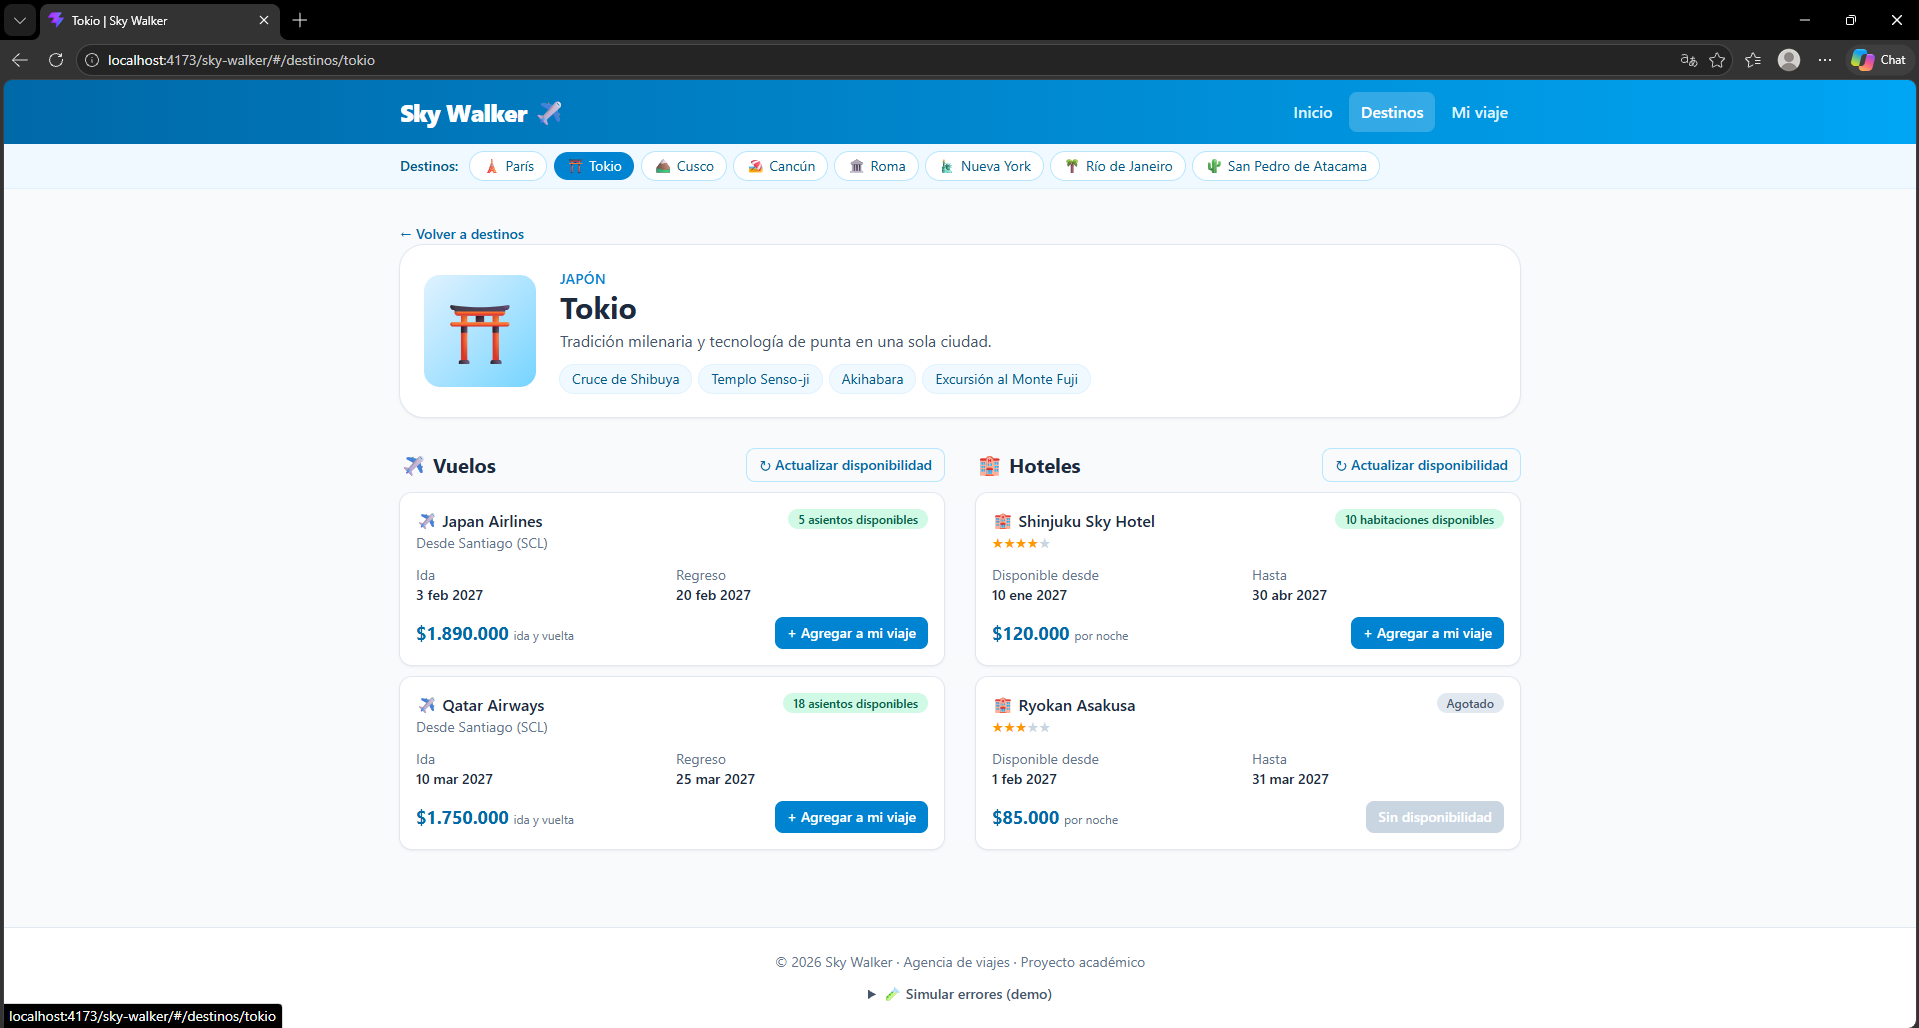 Tokio | Sky Walker
localhost:4173/sky-walker/#/destinos/tokio
Chat
Sky Walker
Inicio
Destinos
Mi viaje
Destinos:
París
Tokio
Cusco
Cancún
Roma
Nueva York
Río de Janeiro
San Pedro de Atacama
← Volver a destinos
JAPÓN
Tokio
Tradición milenaria y tecnología de punta en una sola ciudad.
Cruce de Shibuya
Templo Senso-ji
Akihabara
Excursión al Monte Fuji
Vuelos
↻ Actualizar disponibilidad
Japan Airlines
5 asientos disponibles
Desde Santiago (SCL)
Ida
Regreso
3 feb 2027
20 feb 2027
$1.890.000 ida y vuelta
+ Agregar a mi viaje
Qatar Airways
18 asientos disponibles
Desde Santiago (SCL)
Ida
Regreso
10 mar 2027
25 mar 2027
$1.750.000 ida y vuelta
+ Agregar a mi viaje
Hoteles
↻ Actualizar disponibilidad
Shinjuku Sky Hotel
10 habitaciones disponibles
★★★★★
Disponible desde
Hasta
10 ene 2027
30 abr 2027
$120.000 por noche
+ Agregar a mi viaje
Ryokan Asakusa
Agotado
★★★★★
Disponible desde
Hasta
1 feb 2027
31 mar 2027
$85.000 por noche
Sin disponibilidad
© 2026 Sky Walker · Agencia de viajes · Proyecto académico
▶ Simular errores (demo)
localhost:4173/sky-walker/#/destinos/tokio